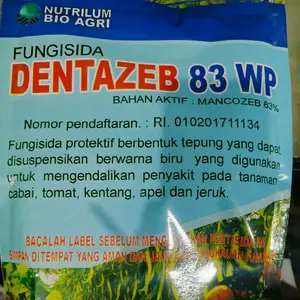 NUTRILUM
BIO AGRI
FUNGISIDA
DENTAZEB 83 WP
BAHAN AKTIF : MANCOZEB 83%
Nomor pendaftaran. : RI. 010201711134
Fungisida protektif berbentuk tepung yang dapat
disuspensikan berwarna biru yang digunakan
untuk mengendalikan penyakit pada tanaman
cabai, tomat, kentang, apel dan jeruk.
BACALAH LABEL SEBELUM
SIMPAN DITEMPAT YANG AMAN DAN